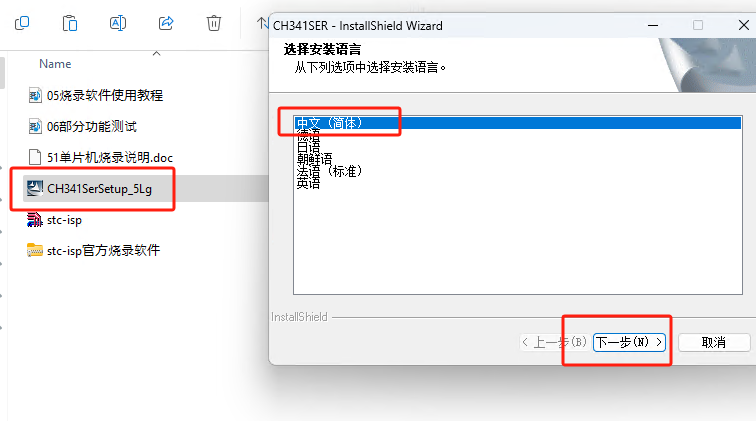 Name
05烧录软件使用教程
06部分功能测试
51单片机烧录说明.doc
CH341SerSetup_5Lg
stc-isp
stc-isp官方烧录软件
CH341SER - InstallShield Wizard
选择安装语言
从下列选项中选择安装语言。
中文 (简体)
德语
日语
朝鲜语
法语 (标准)
英语
InstallShield
< 上一步(B)
下一步(N) >
取消